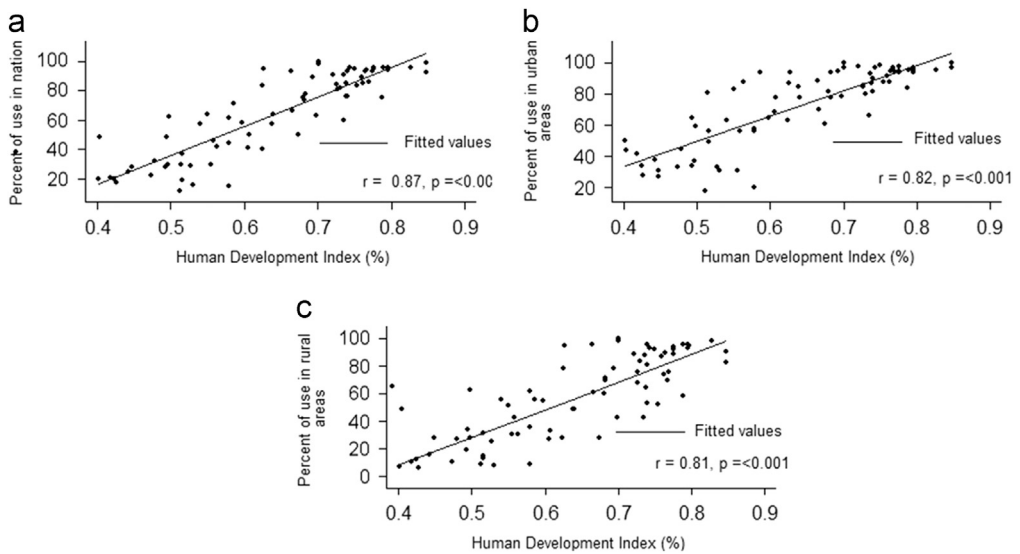 a
Percent of use in nation
100
80
60
40
20
Fitted values
r = 0.87, p =<0.00
0.4 0.5 0.6 0.7 0.8 0.9
Human Development Index (%)
b
Percent of use in urban
areas
100
80
60
40
20
Fitted values
r = 0.82, p =<0.001
0.4 0.5 0.6 0.7 0.8 0.9
Human Development Index (%)
c
Percent of use in rural
areas
100
80
60
40
20
0
Fitted values
r = 0.81, p =<0.001
0.4 0.5 0.6 0.7 0.8 0.9
Human Development Index (%)